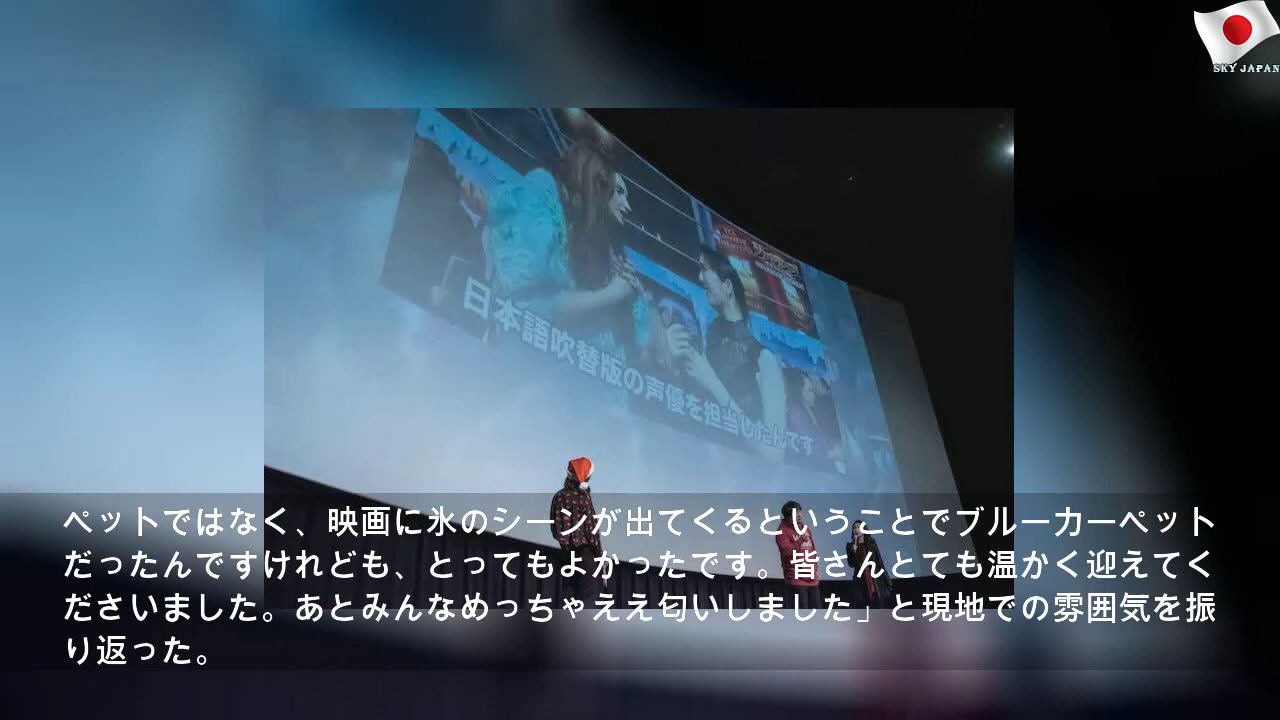 SKY JAPAN
日本語吹替版の声優を担当したんです
ペットではなく、映画に氷のシーンが出てくるということでブルーカーペット
だったんですけれども、とってもよかったです。皆さんとても温かく迎えてく
ださいました。あとみんなめっちゃええ匂いしました」と現地での雰囲気を振
り返った。